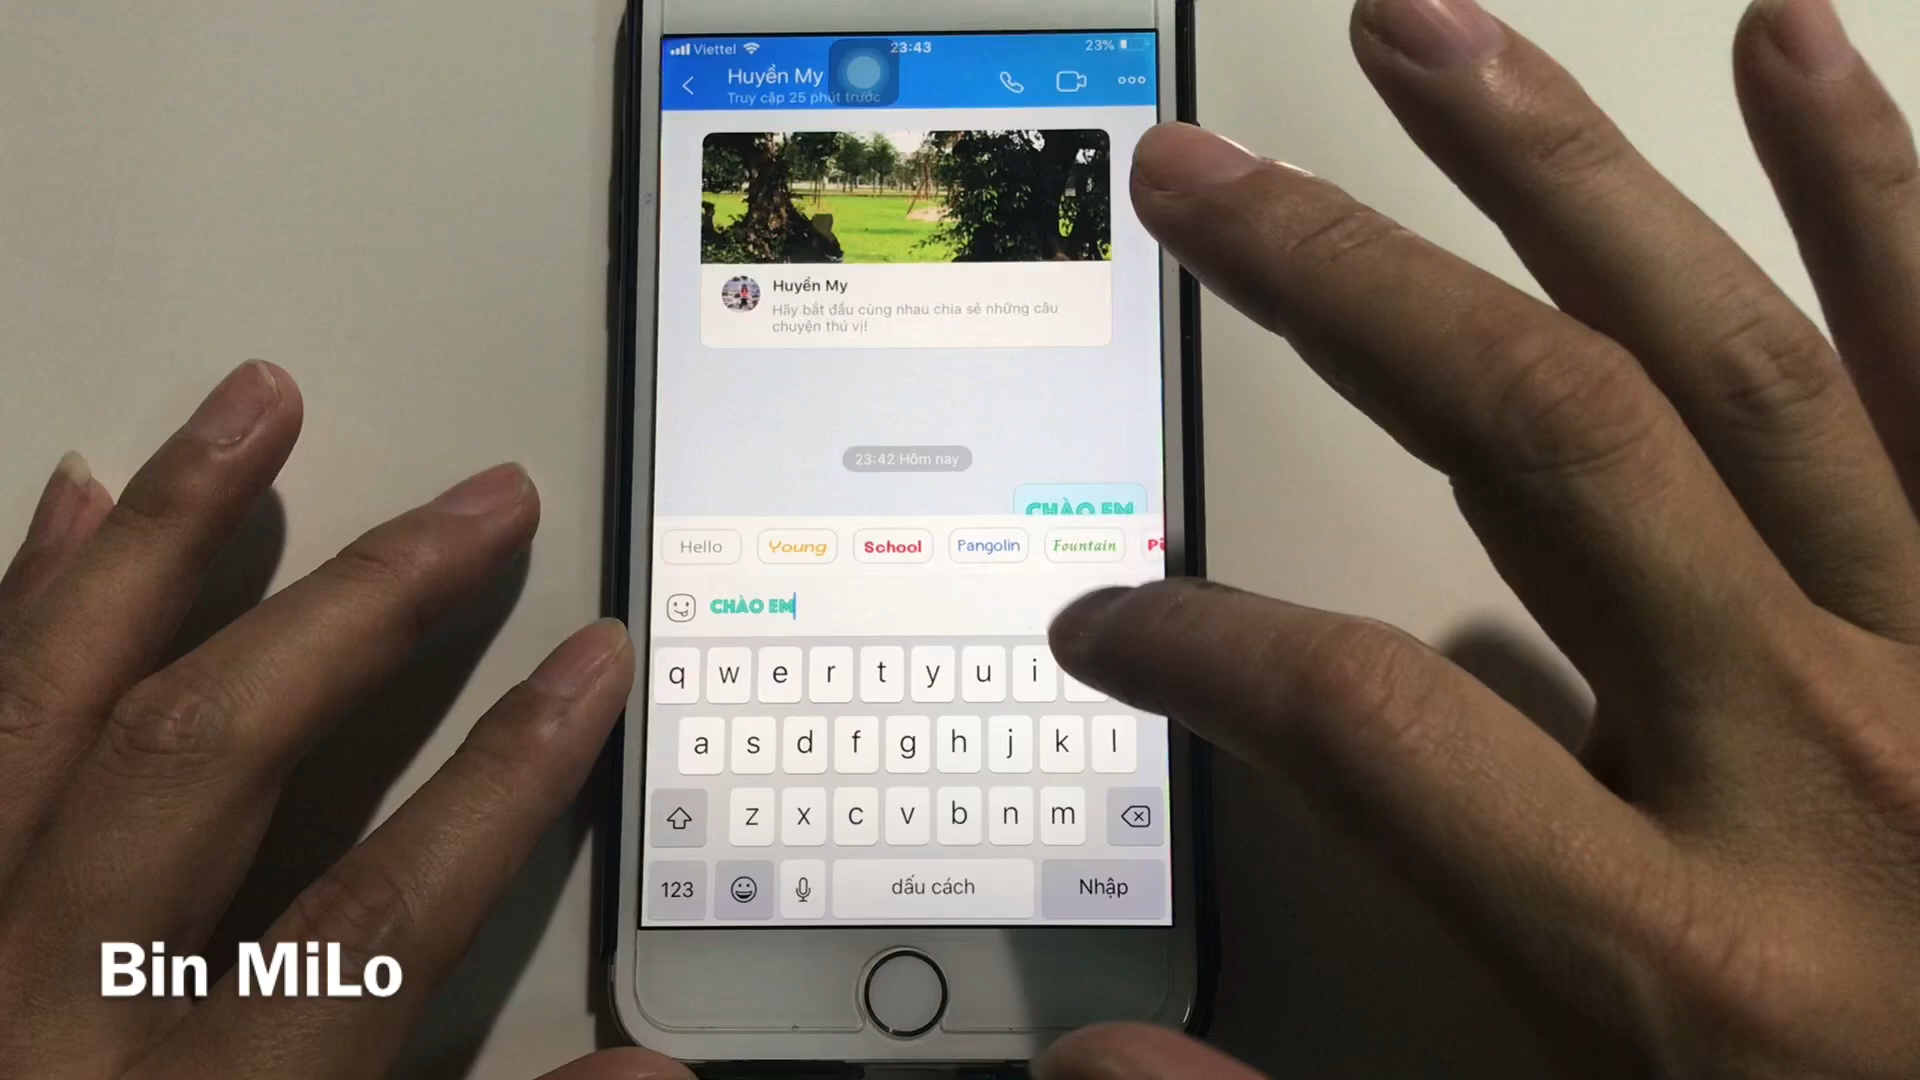 Viettel 23:43 23%
Huyền My
Truy cập 25 phút trước
Huyền My
Hãy bắt đầu cùng nhau chia sẻ những câu
chuyện thú vị!
23:42 Hôm nay
CHÀO EM
Hello Young School Pangolin Fountain
CHÀO EM
q w e r t y u i
a s d f g h j k l
z x c v b n m
123 dấu cách Nhập
Bin MiLo